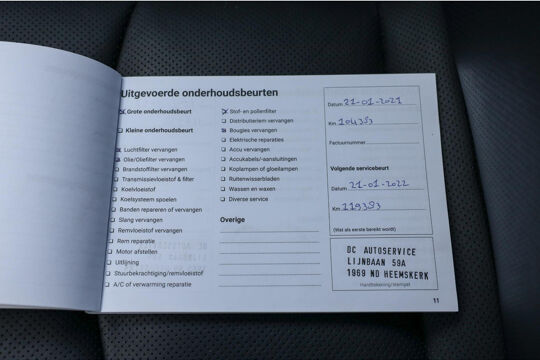 Uitgevoerde onderhoudsbeurten
Grote onderhoudsbeurt
Kleine onderhoudsbeurt
Luchtfilter vervangen
Olie/Oliefilter vervangen
Brandstoffilter vervangen
Transmissievloeistof & filter
Koelvloeistof
Koelsysteem spoelen
Banden repareren of vervangen
Slang vervangen
Remvloeistof vervangen
Rem reparatie
Motor afstellen
Uitlijning
Stuurbekrachtiging/remvloeistof
A/C of verwarming reparatie
Stof- en pollenfilter
Distributieriem vervangen
Bougies vervangen
Elektrische reparaties
Accu vervangen
Accukabels/-aansluitingen
Koplampen of gloeilampen
Ruitenwisserbladen
Wassen en waxen
Diverse service
Overige
Datum 21-01-2021
Km 104353
Factuurnummer
Volgende servicebeurt
Datum 21-01-2022
Km 119353
(Wat als eerste bereikt wordt)
DC AUTOSERVICE
LIJNBAAN 59A
1969 ND HEEMSKERK
Handtekening/stempel
11